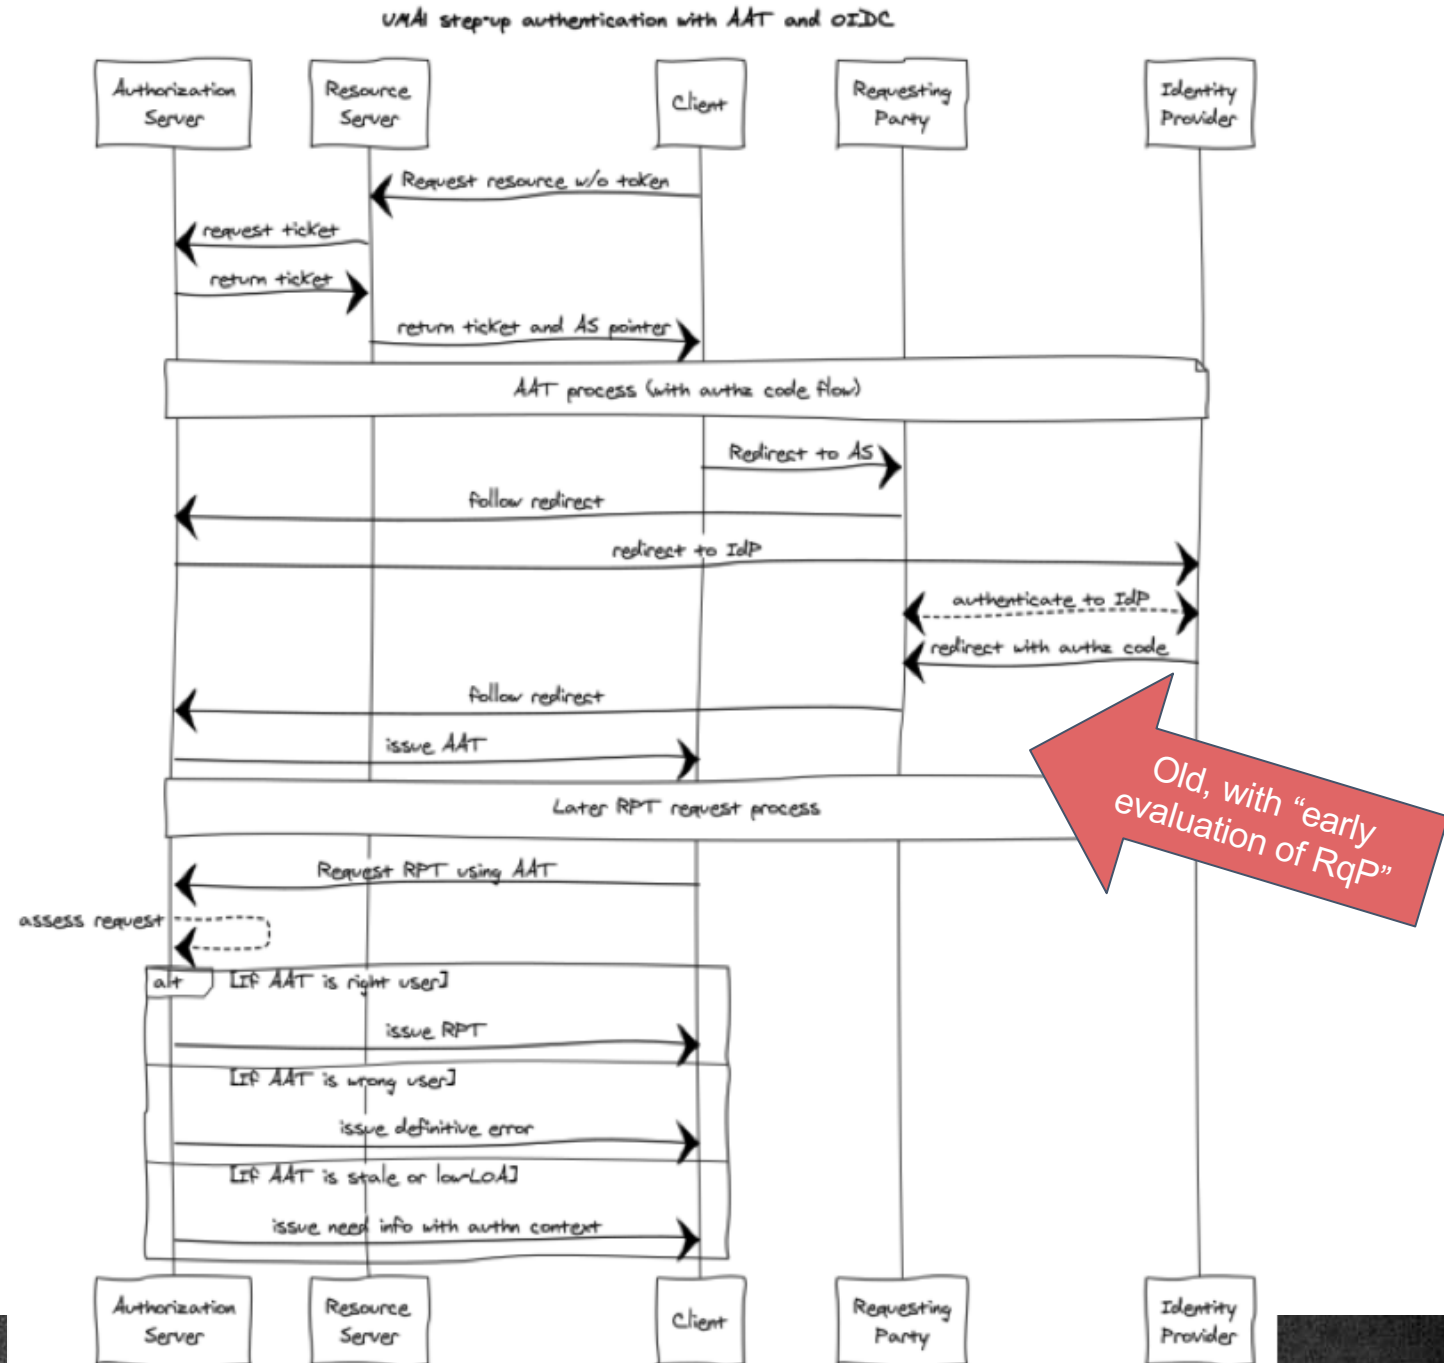 UMA1 step-up authentication with AAT and OIDC
Authorization
Server
Resource
Server
Client
Requesting
Party
Identity
Provider
Request resource w/o token
request ticket
return ticket
return ticket and AS pointer
AAT process (with authz code flow)
Redirect to AS
follow redirect
redirect to IdP
authenticate to IdP
redirect with authz code
follow redirect
issue AAT
Old, with “early
evaluation of RqP”
Later RPT request process
Request RPT using AAT
assess request
alt [If AAT is right user]
issue RPT
[If AAT is wrong user]
issue definitive error
[If AAT is stale or low-LOA]
issue need info with authn context
Authorization
Server
Resource
Server
Client
Requesting
Party
Identity
Provider